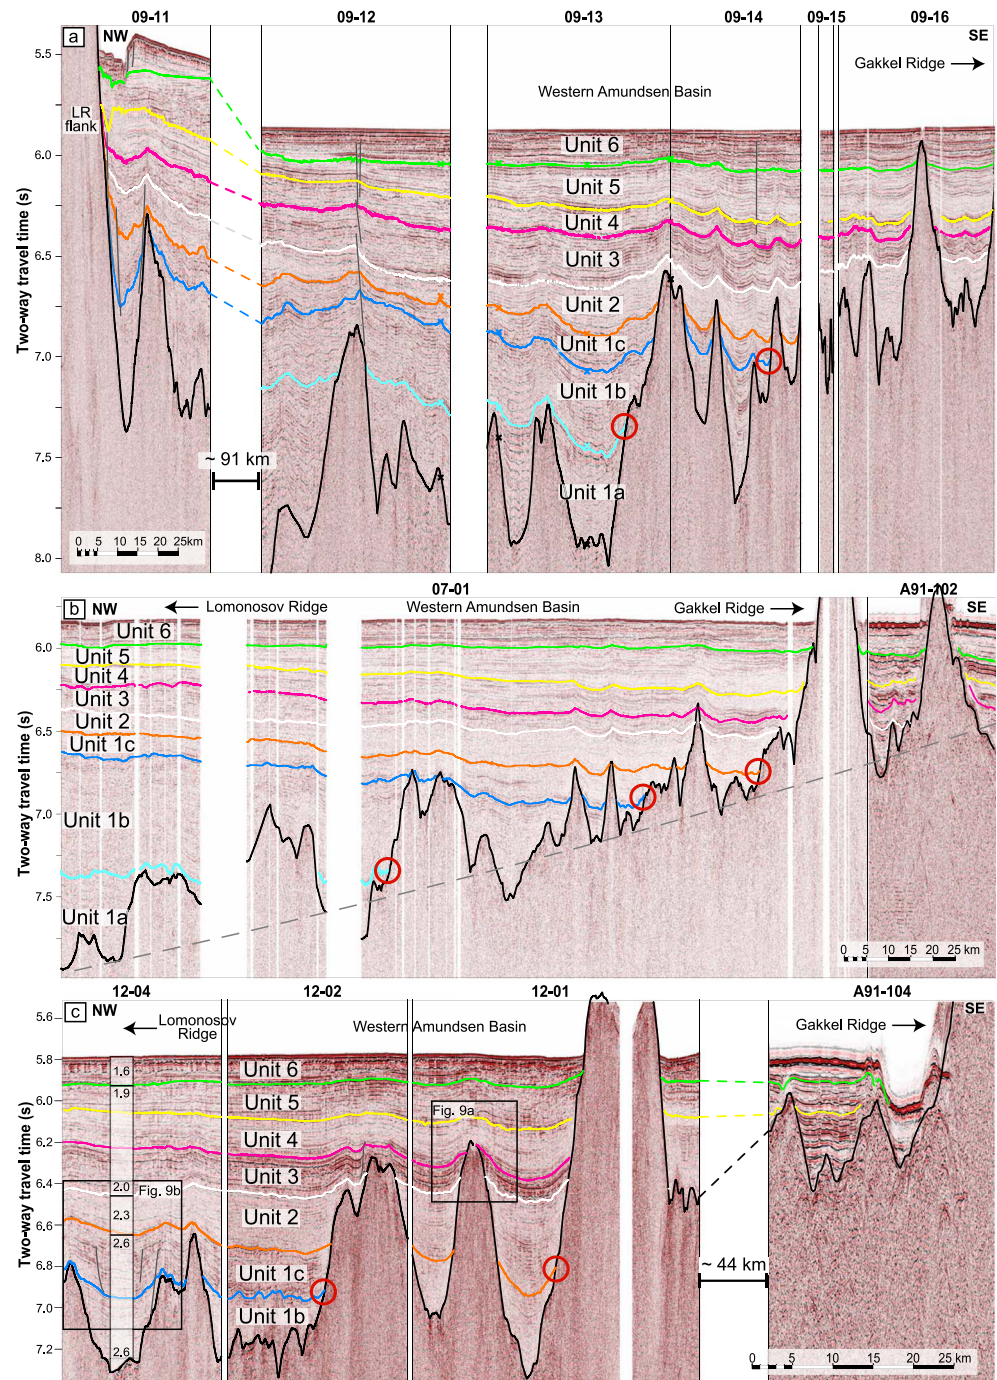 09-11 09-12 09-13 09-14 09-15 09-16
a NW SE
Gakkel Ridge
Western Amundsen Basin
LR
flank
Unit 6
Unit 5
Unit 4
Unit 3
Unit 2
Unit 1c
Unit 1b
Unit 1a
~ 91 km
0 5 10 15 20 25km
Two-way travel time (s)
5.5
6.0
6.5
7.0
7.5
8.0
07-01 A91-102
b NW Lomonosov Ridge Western Amundsen Basin Gakkel Ridge SE
Unit 6
Unit 5
Unit 4
Unit 3
Unit 2
Unit 1c
Unit 1b
Unit 1a
0 5 10 15 20 25 km
Two-way travel time (s)
6.0
6.5
7.0
7.5
12-04 12-02 12-01 A91-104
c NW SE
Lomonosov
Ridge
Western Amundsen Basin
Gakkel Ridge
1.6
1.9
2.0
2.3
2.6
2.6
Fig. 9b
Fig. 9a
Unit 6
Unit 5
Unit 4
Unit 3
Unit 2
Unit 1c
Unit 1b
~ 44 km
0 5 10 15 20 25 km
Two-way travel time (s)
5.6
5.8
6.0
6.2
6.4
6.6
6.8
7.0
7.2